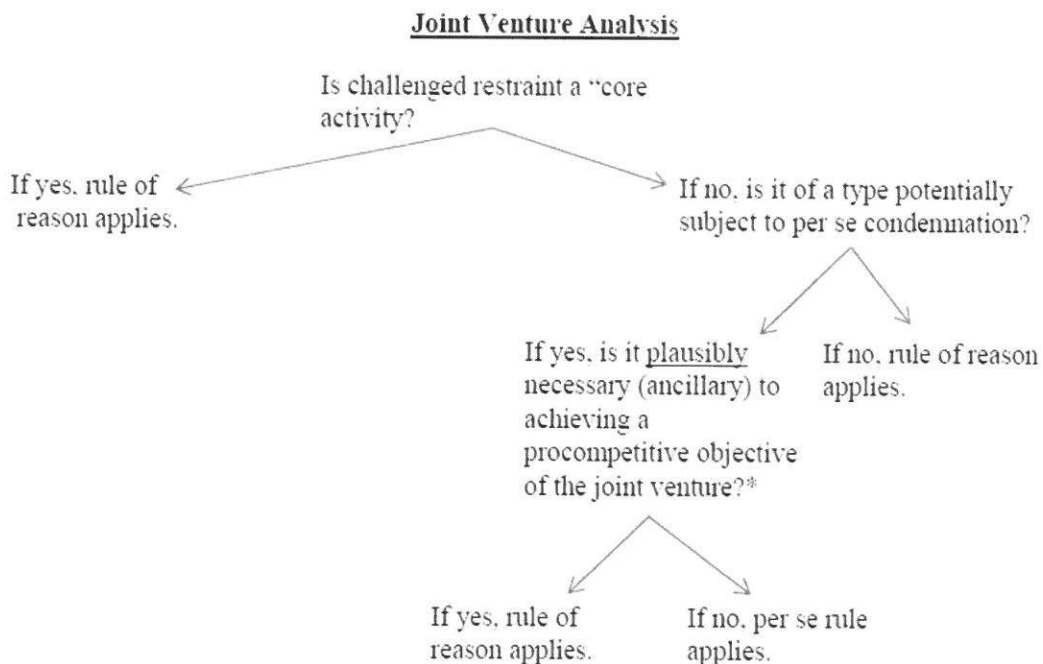 Joint Venture Analysis
Is challenged restraint a “core
activity?
If yes, rule of
reason applies.
If no, is it of a type potentially
subject to per se condemnation?
If yes, is it plausibly
necessary (ancillary) to
achieving a
procompetitive objective
of the joint venture?*
If no, rule of reason
applies.
If yes, rule of
reason applies.
If no, per se rule
applies.